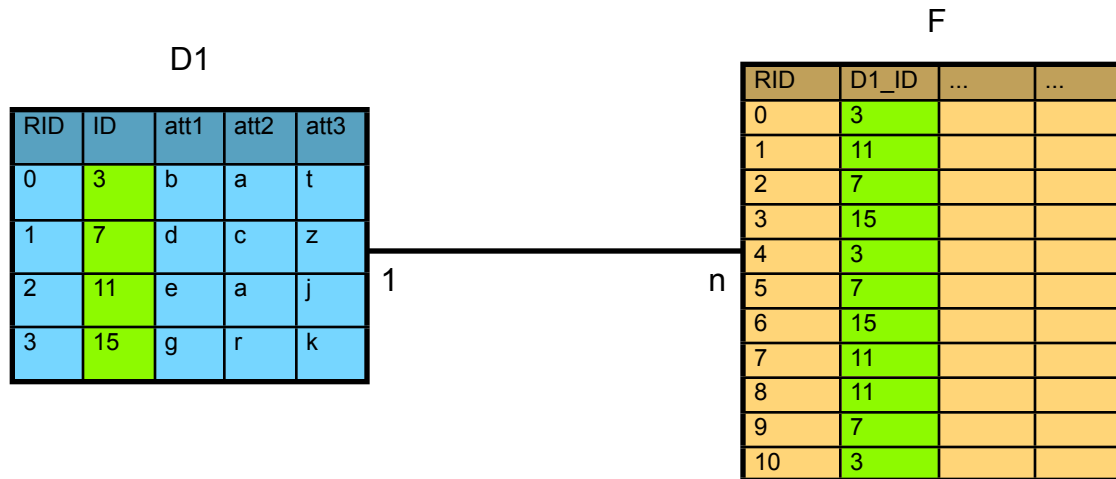 D1
RID ID att1 att2 att3
0 3 b a t
1 7 d c z
2 11 e a j
3 15 g r k
1 n
F
RID D1_ID ... ...
0 3
1 11
2 7
3 15
4 3
5 7
6 15
7 11
8 11
9 7
10 3